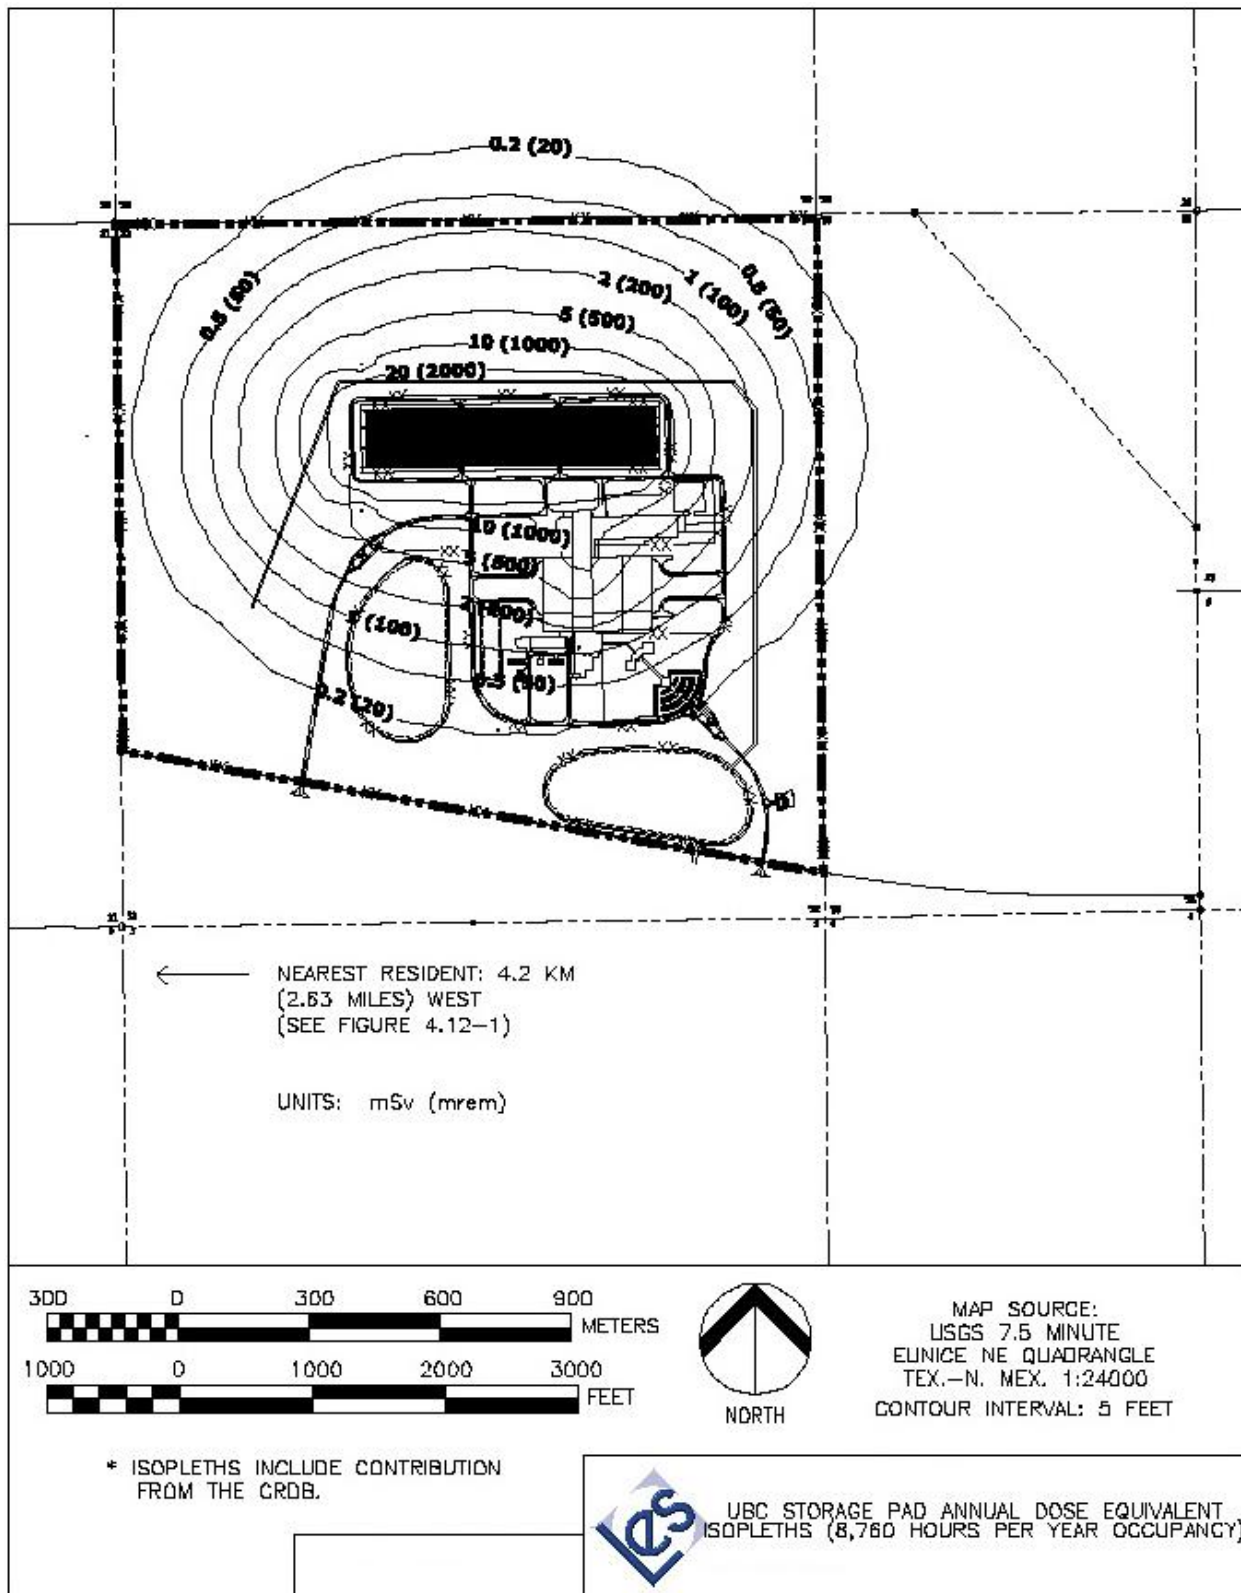 0.2 (20)
0.5 (50)
2 (200)
1 (100)
0.5 (50)
5 (500)
10 (1000)
20 (2000)
10 (1000)
5 (500)
(100)
0.5 (50)
0.2 (20)
NEAREST RESIDENT: 4.2 KM
(2.63 MILES) WEST
(SEE FIGURE 4.12-1)
UNITS: mSv (mrem)
300 0 300 600 900
METERS
1000 0 1000 2000 3000
FEET
NORTH
MAP SOURCE:
USGS 7.5 MINUTE
EUNICE NE QUADRANGLE
TEX.-N. MEX. 1:24000
CONTOUR INTERVAL: 5 FEET
* ISOPLETHS INCLUDE CONTRIBUTION
FROM THE CRDB.
LES
UBC STORAGE PAD ANNUAL DOSE EQUIVALENT
ISOPLETHS (8,760 HOURS PER YEAR OCCUPANCY)